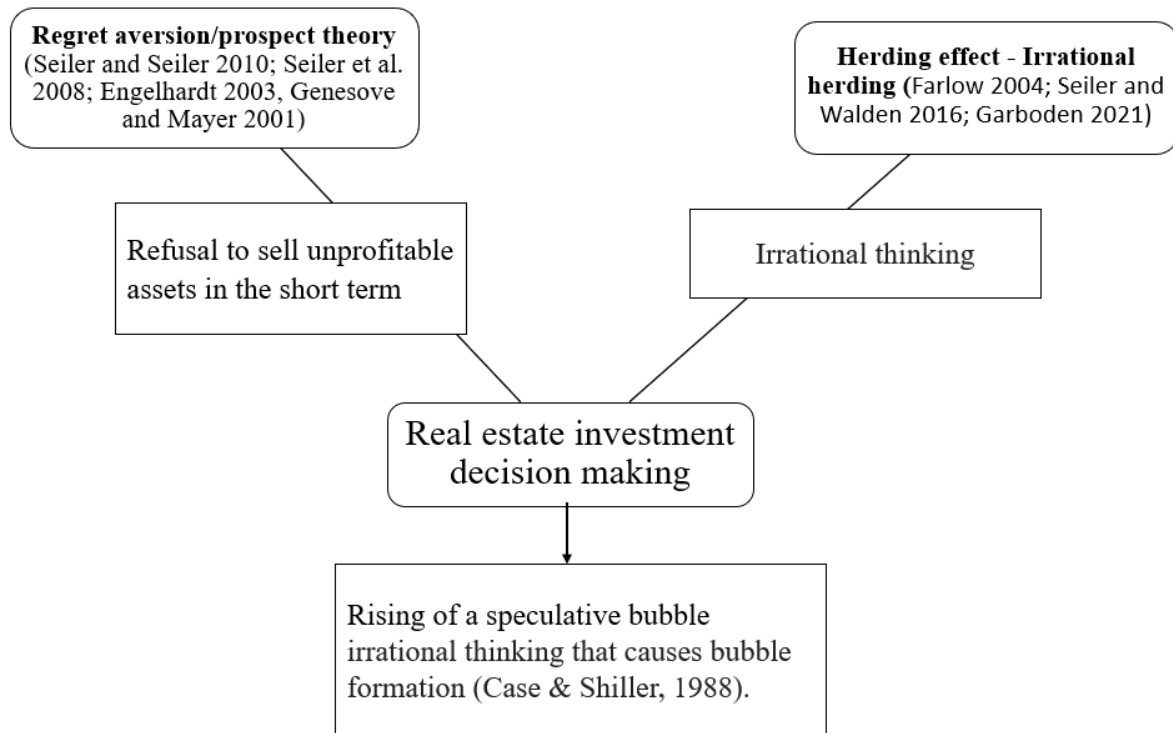 Regret aversion/prospect theory
(Seiler and Seiler 2010; Seiler et al.
2008; Engelhardt 2003, Genesove
and Mayer 2001)
Herding effect - Irrational
herding (Farlow 2004; Seiler and
Walden 2016; Garboden 2021)
Refusal to sell unprofitable
assets in the short term
Irrational thinking
Real estate investment
decision making
Rising of a speculative bubble
irrational thinking that causes bubble
formation (Case & Shiller, 1988).